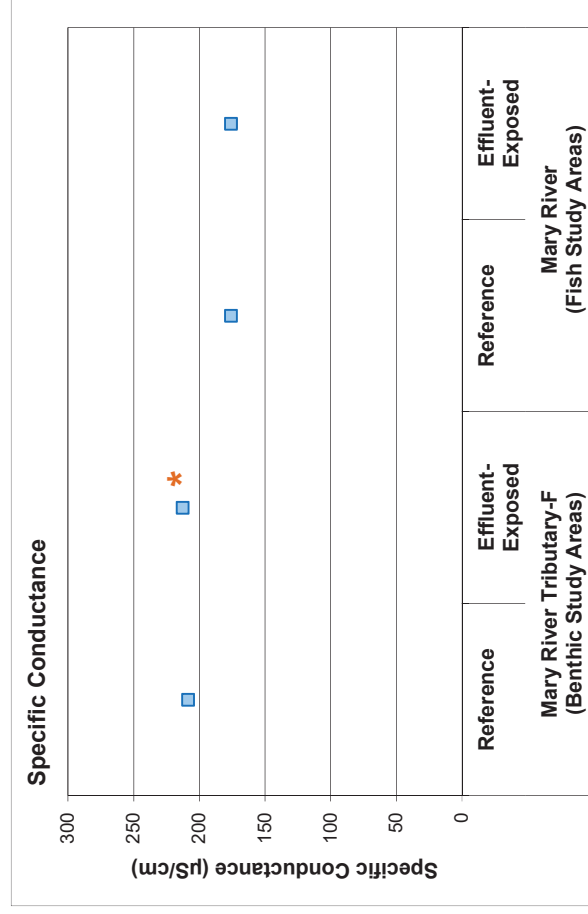 Specific Conductance
Specific Conductance (µS/cm)
300
250
200
150
100
50
0
*
Reference
Effluent-
Exposed
Reference
Effluent-
Exposed
Mary River Tributary-F
(Benthic Study Areas)
Mary River
(Fish Study Areas)